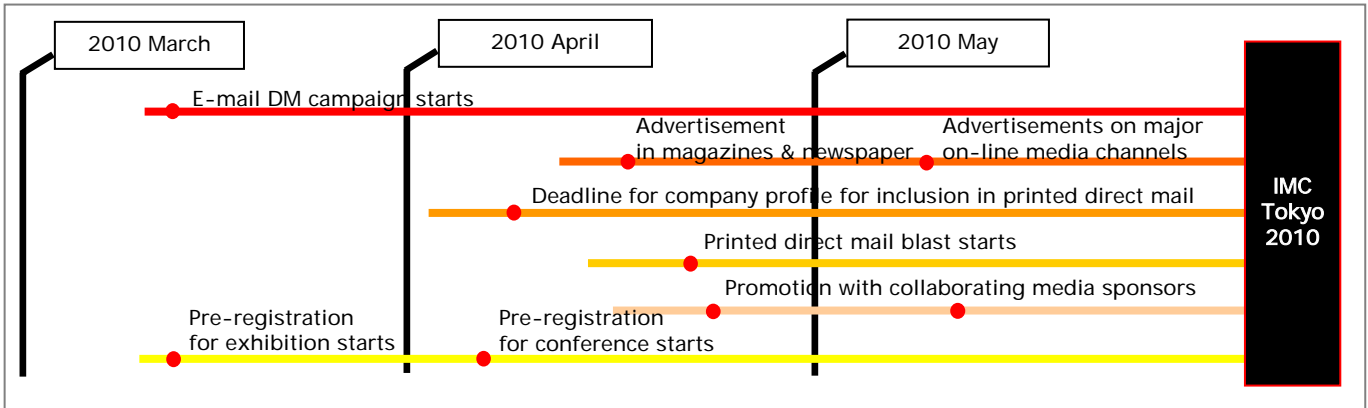 2010 March
2010 April
2010 May
E-mail DM campaign starts
Advertisement
in magazines & newspaper
Advertisements on major
on-line media channels
Deadline for company profile for inclusion in printed direct mail
Printed direct mail blast starts
Promotion with collaborating media sponsors
Pre-registration
for exhibition starts
Pre-registration
for conference starts
IMC
Tokyo
2010